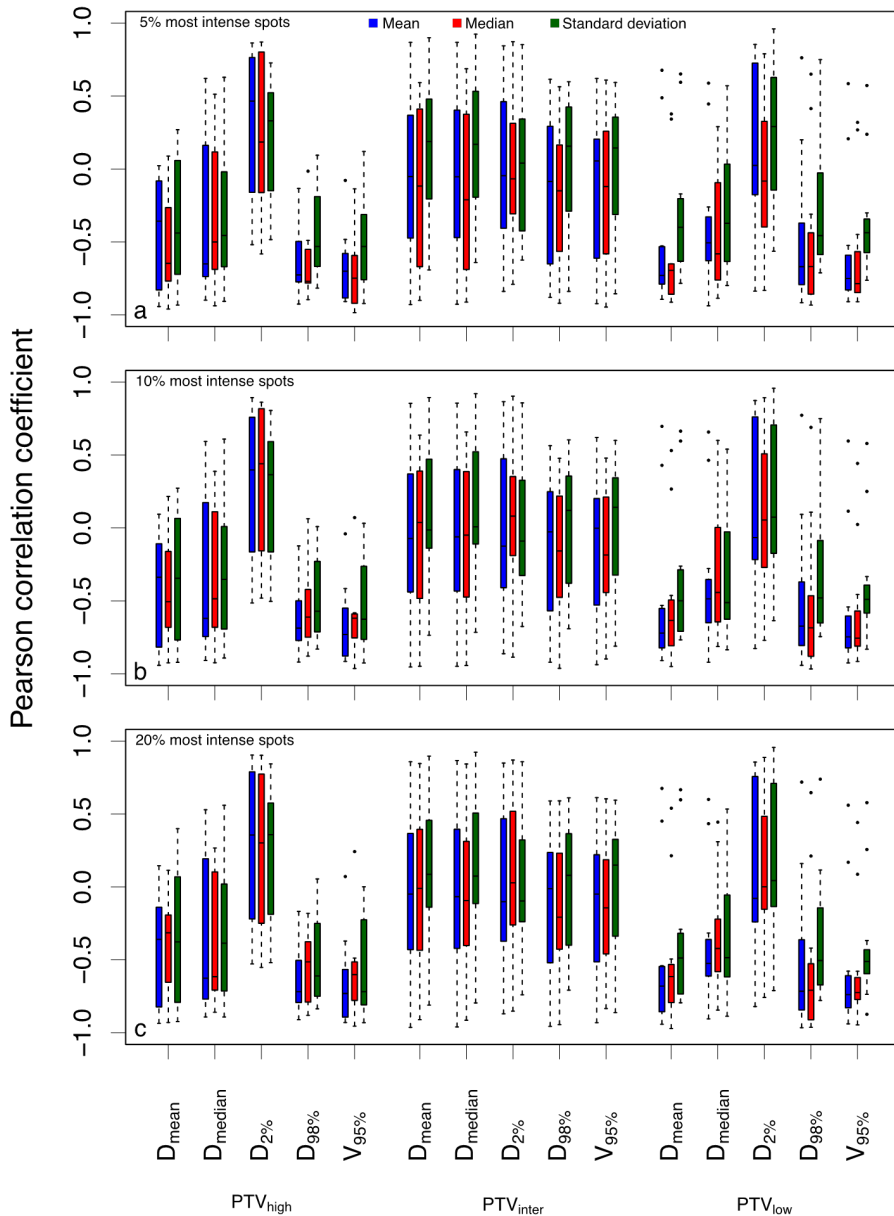 Pearson correlation coefficient
5% most intense spots
Mean
Median
Standard deviation
1.0
0.5
0.0
−0.5
−1.0
a
10% most intense spots
1.0
0.5
0.0
−0.5
−1.0
b
20% most intense spots
1.0
0.5
0.0
−0.5
−1.0
c
Dmean
Dmedian
D2%
D98%
V95%
Dmean
Dmedian
D2%
D98%
V95%
Dmean
Dmedian
D2%
D98%
V95%
PTVhigh
PTVinter
PTVlow